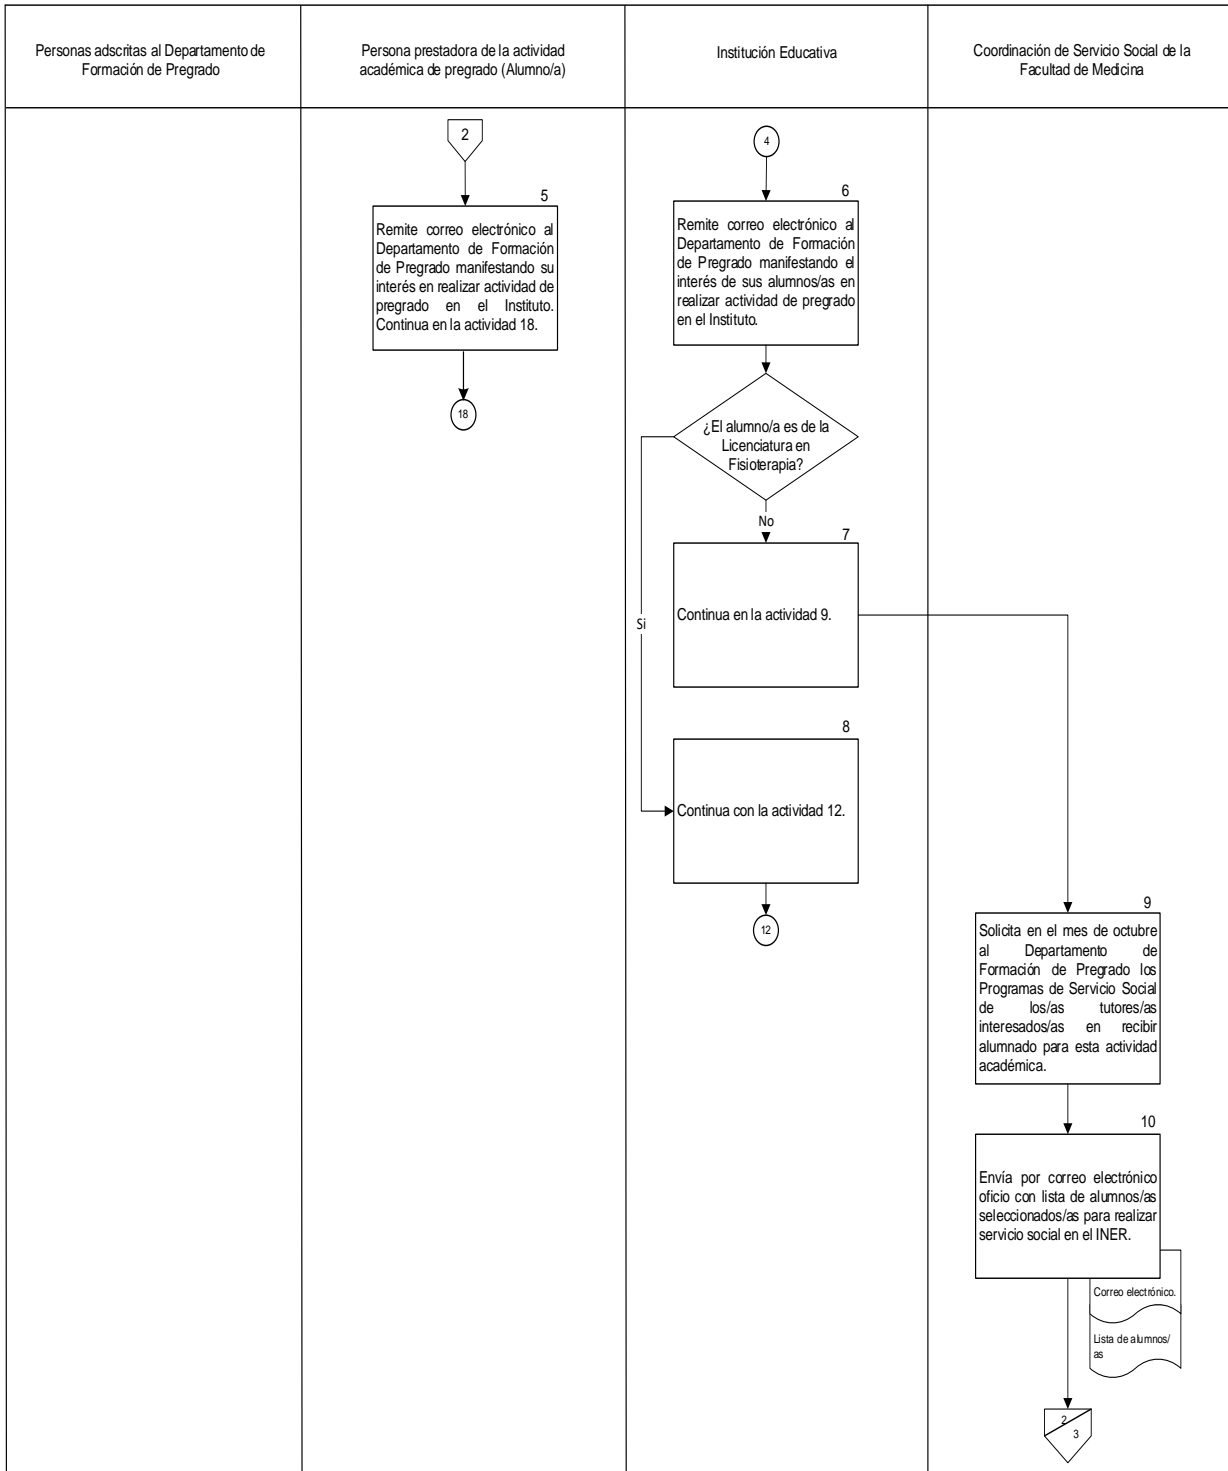 Personas adscritas al Departamento de
Formación de Pregrado
Persona prestadora de la actividad
académica de pregrado (Alumno/a)
Institución Educativa
Coordinación de Servicio Social de la
Facultad de Medicina
2
5
Remite correo electrónico al
Departamento de Formación
de Pregrado manifestando su
interés en realizar actividad de
pregrado en el Instituto.
Continua en la actividad 18.
18
4
6
Remite correo electrónico al
Departamento de Formación
de Pregrado manifestando el
interés de sus alumnos/as en
realizar actividad de pregrado
en el Instituto.
¿El alumno/a es de la
Licenciatura en
Fisioterapia?
No
7
Continua en la actividad 9.
Si
8
Continua con la actividad 12.
12
9
Solicita en el mes de octubre
al Departamento de
Formación de Pregrado los
Programas de Servicio Social
de los/as tutores/as
interesados/as en recibir
alumnado para esta actividad
académica.
10
Envía por correo electrónico
oficio con lista de alumnos/as
seleccionados/as para realizar
servicio social en el INER.
Correo electrónico.
Lista de alumnos/
as
2
3